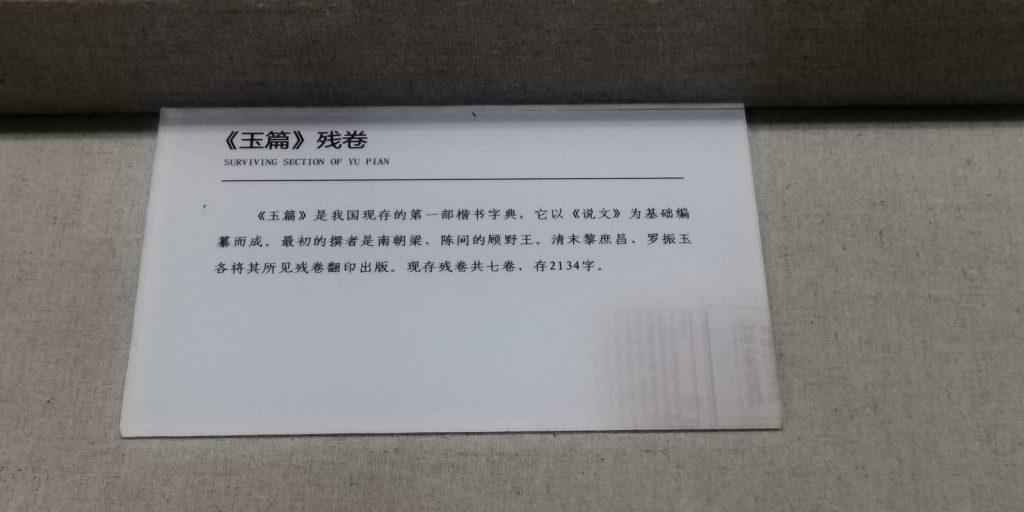 《玉篇》残卷
SURVIVING SECTION OF YU PIAN
《玉篇》是我国现存的第一部楷书字典，它以《说文》为基础编
纂而成。最初的撰者是南朝梁、陈间的顾野王。清末黎庶昌、罗振玉
各将其所见残卷翻印出版。现存残卷共七卷，存2134字。